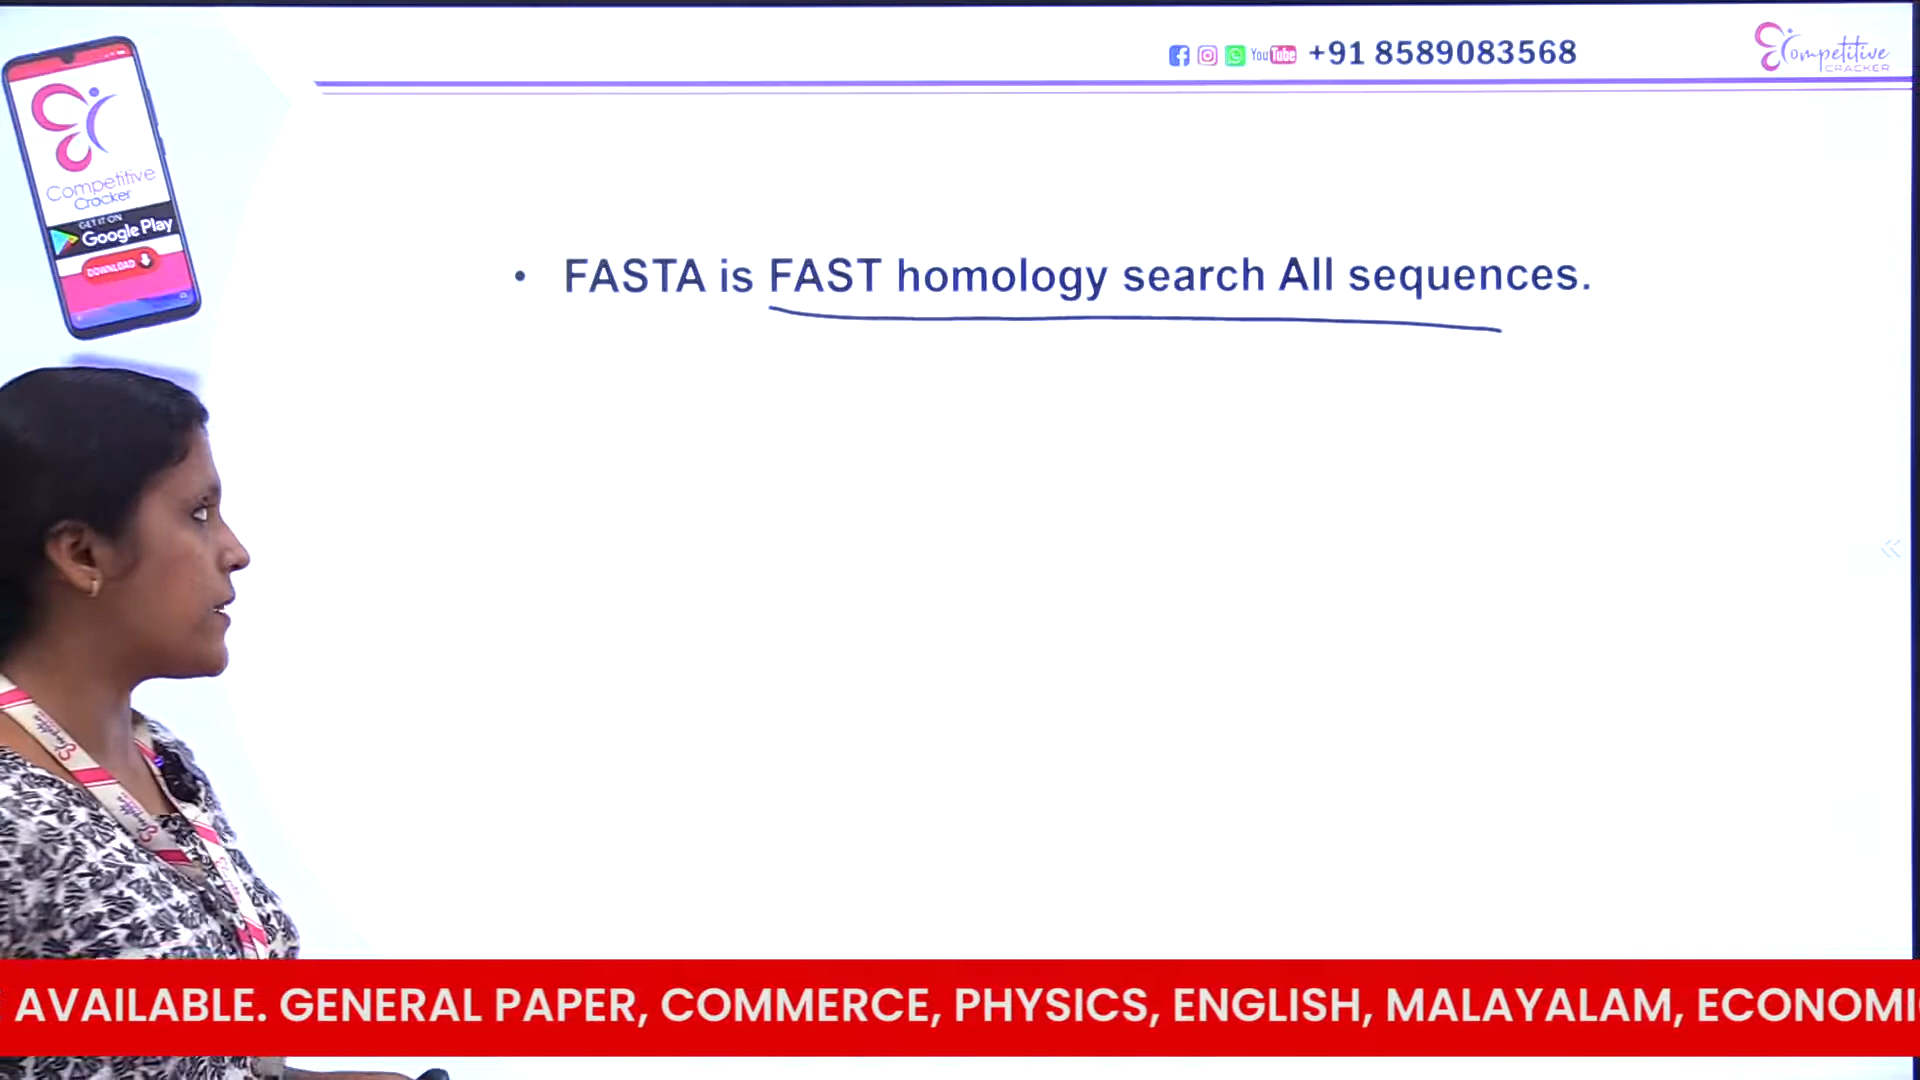 YouTube +91 8589083568
Competitive
CRACKER
Competitive
Cracker
GET IT ON
Google Play
DOWNLOAD
• FASTA is FAST homology search All sequences.
AVAILABLE. GENERAL PAPER, COMMERCE, PHYSICS, ENGLISH, MALAYALAM, ECONOMI